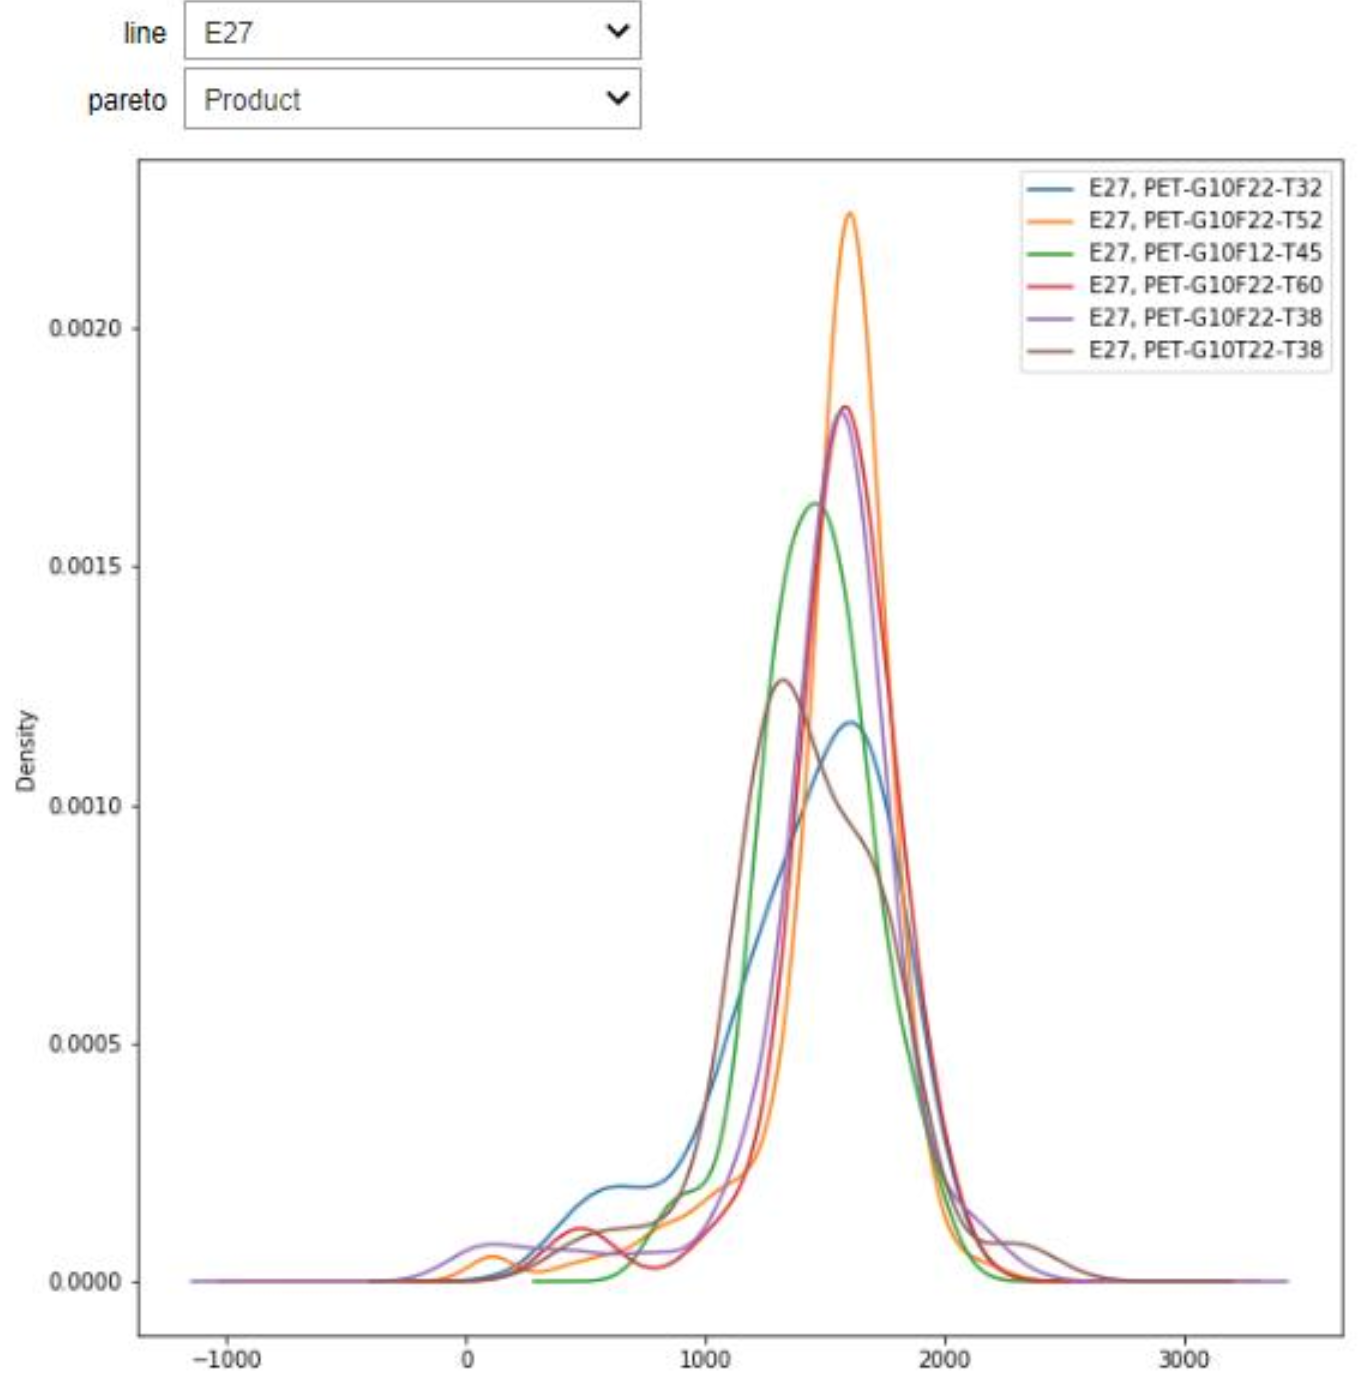 line E27
pareto Product
E27, PET-G10F22-T32
E27, PET-G10F22-T52
E27, PET-G10F12-T45
E27, PET-G10F22-T60
E27, PET-G10F22-T38
E27, PET-G10T22-T38
Density
0.0020
0.0015
0.0010
0.0005
0.0000
−1000 0 1000 2000 3000